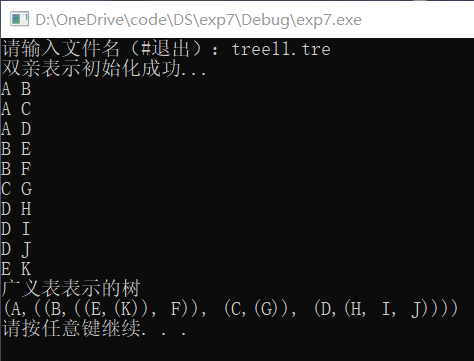 D:\OneDrive\code\DS\exp7\Debug\exp7.exe
请输入文件名（#退出）：tree11.tre
双亲表示初始化成功...
A B
A C
A D
B E
B F
C G
D H
D I
D J
E K
广义表表示的树
(A,((B,((E,(K)), F)), (C,(G)), (D,(H, I, J))))
请按任意键继续. . .